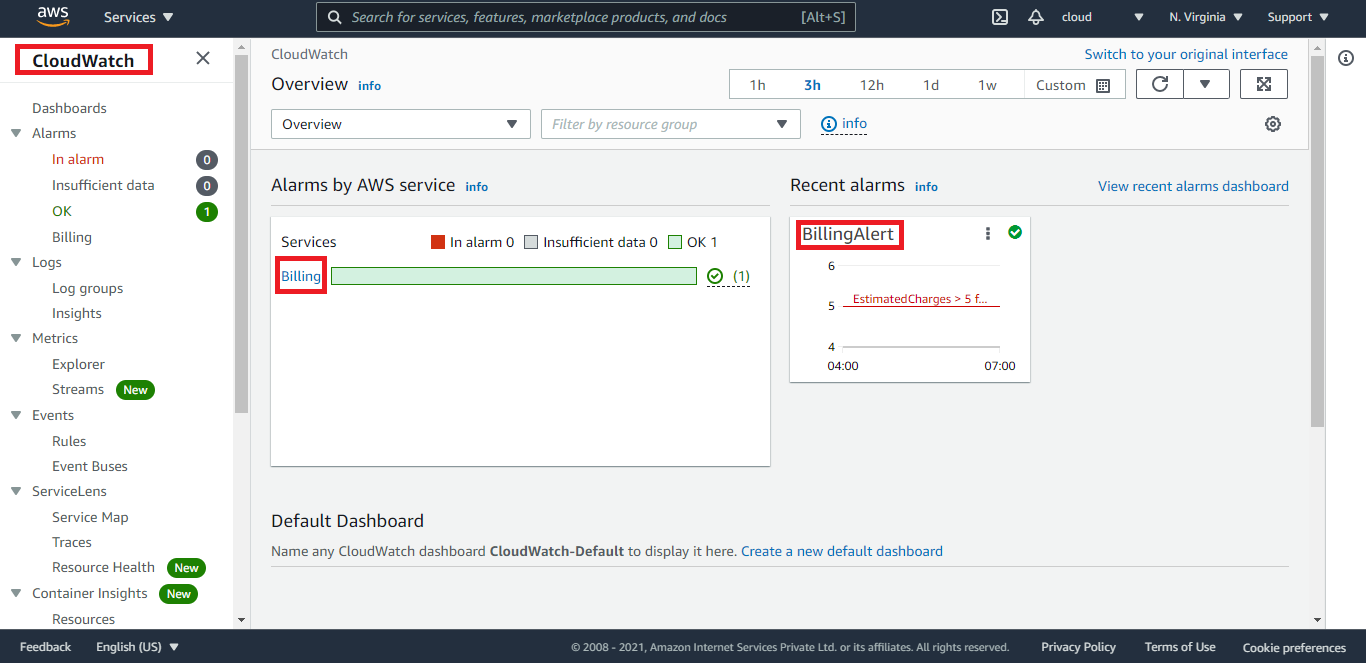 aws Services Search for services, features, marketplace products, and docs [Alt+S] cloud N. Virginia Support
CloudWatch
Dashboards
Alarms
In alarm 0
Insufficient data 0
OK 1
Billing
Logs
Log groups
Insights
Metrics
Explorer
Streams New
Events
Rules
Event Buses
ServiceLens
Service Map
Traces
Resource Health New
Container Insights New
Resources
CloudWatch Switch to your original interface
Overview info 1h 3h 12h 1d 1w Custom
Overview Filter by resource group info
Alarms by AWS service info
Services In alarm 0 Insufficient data 0 OK 1
Billing (1)
Recent alarms info View recent alarms dashboard
BillingAlert
6
EstimatedCharges > 5 f...
5
4
04:00 07:00
Default Dashboard
Name any CloudWatch dashboard CloudWatch-Default to display it here. Create a new default dashboard
Feedback English (US) © 2008 - 2021, Amazon Internet Services Private Ltd. or its affiliates. All rights reserved. Privacy Policy Terms of Use Cookie preferences